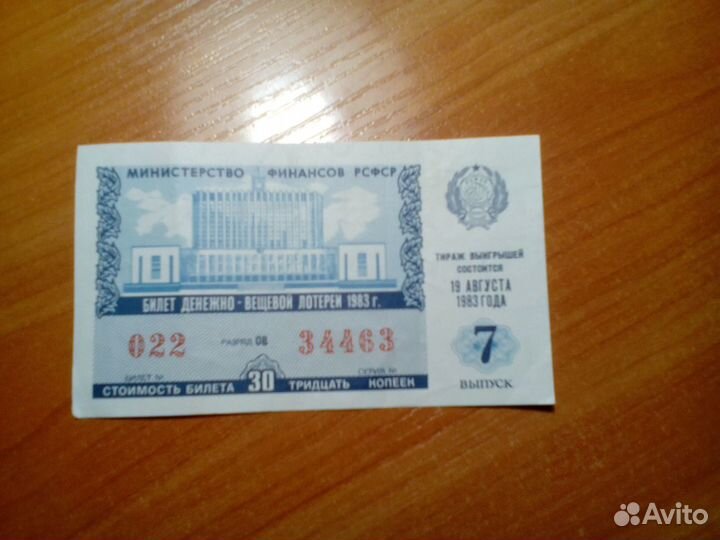 МИНИСТЕРСТВО ФИНАНСОВ РСФСР
БИЛЕТ ДЕНЕЖНО-ВЕЩЕВОЙ ЛОТЕРЕИ 1983 г.
022 РАЗРЯД 08 34463
БИЛЕТ № СЕРИЯ №
СТОИМОСТЬ БИЛЕТА 30 ТРИДЦАТЬ КОПЕЕК
ТИРАЖ ВЫИГРЫШЕЙ
СОСТОИТСЯ
19 АВГУСТА
1983 ГОДА
7
ВЫПУСК
Avito